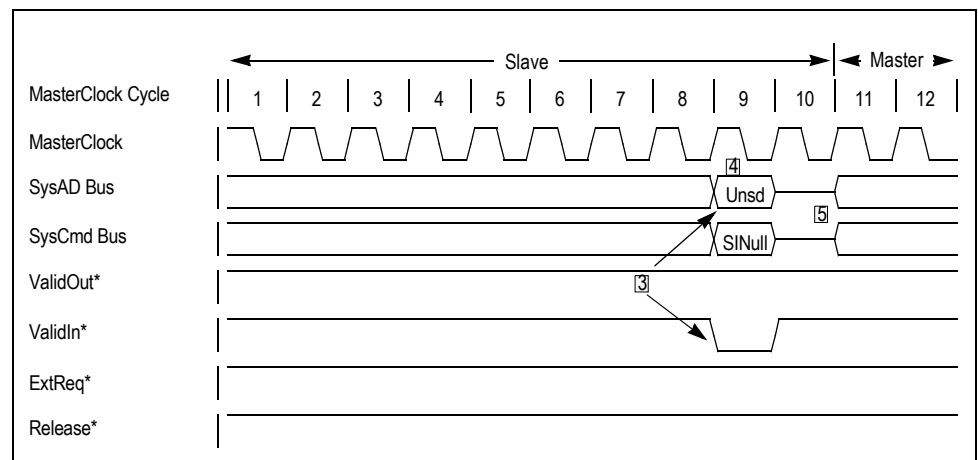 Slave Master
MasterClock Cycle 1 2 3 4 5 6 7 8 9 10 11 12
MasterClock
4
SysAD Bus Unsd
5
SysCmd Bus SINull
ValidOut* 3
ValidIn*
ExtReq*
Release*